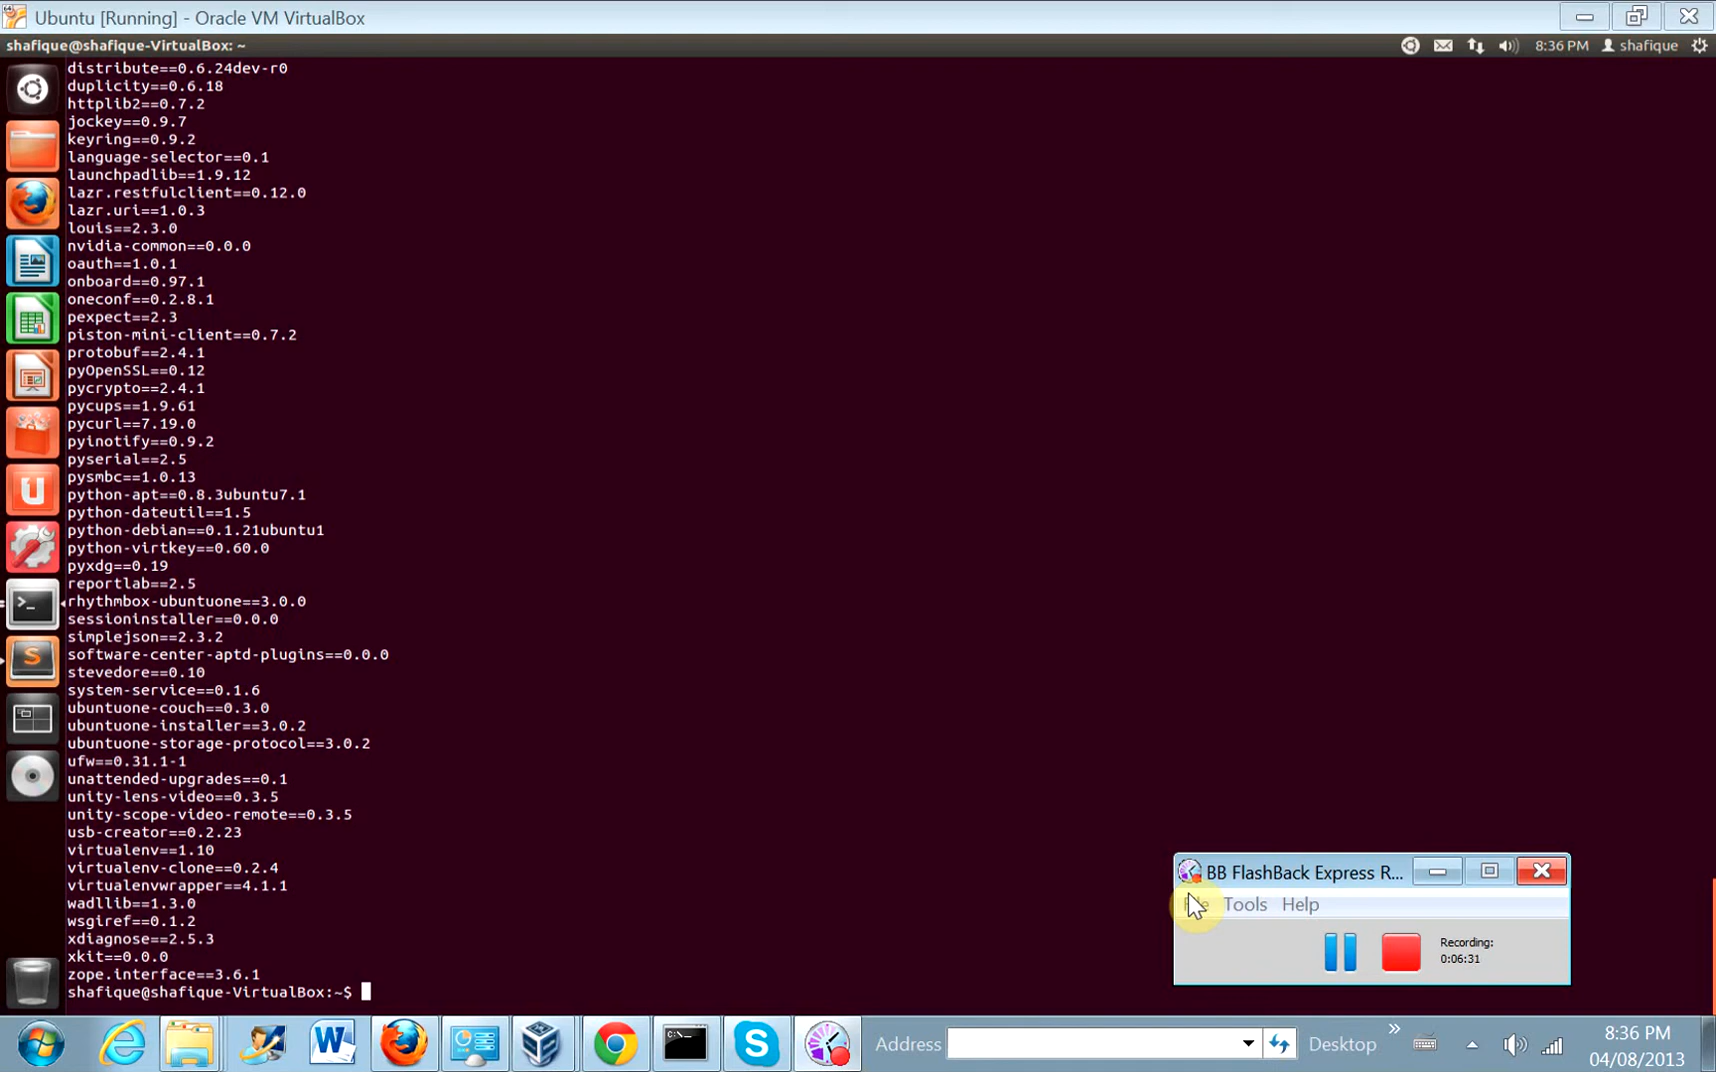 Ubuntu [Running] - Oracle VM VirtualBox
shafique@shafique-VirtualBox: ~
8:36 PM
shafique
distribute==0.6.24dev-r0
duplicity==0.6.18
httplib2==0.7.2
jockey==0.9.7
keyring==0.9.2
language-selector==0.1
launchpadlib==1.9.12
lazr.restfulclient==0.12.0
lazr.uri==1.0.3
louis==2.3.0
nvidia-common==0.0.0
oauth==1.0.1
onboard==0.97.1
oneconf==0.2.8.1
pexpect==2.3
piston-mini-client==0.7.2
protobuf==2.4.1
pyOpenSSL==0.12
pycrypto==2.4.1
pycups==1.9.61
pycurl==7.19.0
pyinotify==0.9.2
pyserial==2.5
pysmbc==1.0.13
python-apt==0.8.3ubuntu7.1
python-dateutil==1.5
python-debian==0.1.21ubuntu1
python-virtkey==0.60.0
pyxdg==0.19
reportlab==2.5
rhythmbox-ubuntuone==3.0.0
sessioninstaller==0.0.0
simplejson==2.3.2
software-center-aptd-plugins==0.0.0
stevedore==0.10
system-service==0.1.6
ubuntuone-couch==0.3.0
ubuntuone-installer==3.0.2
ubuntuone-storage-protocol==3.0.2
ufw==0.31.1-1
unattended-upgrades==0.1
unity-lens-video==0.3.5
unity-scope-video-remote==0.3.5
usb-creator==0.2.23
virtualenv==1.10
virtualenv-clone==0.2.4
virtualenvwrapper==4.1.1
wadllib==1.3.0
wsgiref==0.1.2
xdiagnose==2.5.3
xkit==0.0.0
zope.interface==3.6.1
shafique@shafique-VirtualBox:~$
BB FlashBack Express R...
Tools Help
Recording:
0:06:31
Address
Desktop
8:36 PM
04/08/2013